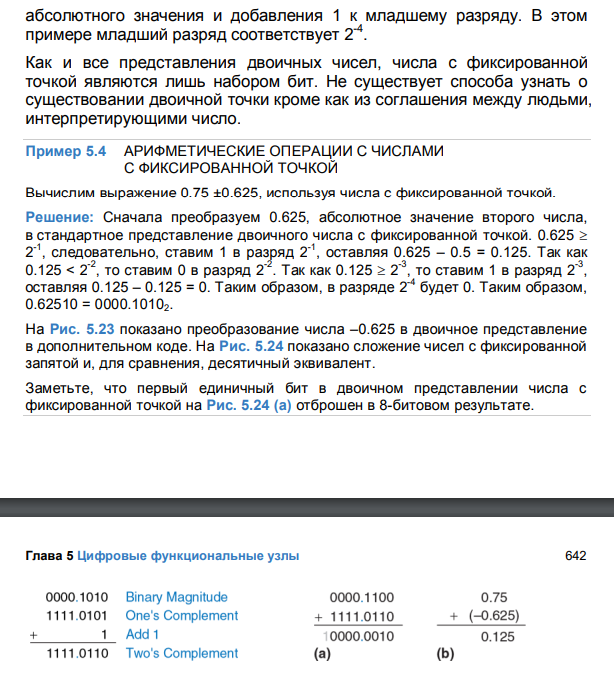 абсолютного значения и добавления 1 к младшему разряду. В этом
примере младший разряд соответствует 2⁻⁴.
Как и все представления двоичных чисел, числа с фиксированной
точкой являются лишь набором бит. Не существует способа узнать о
существовании двоичной точки кроме как из соглашения между людьми,
интерпретирующими число.
Пример 5.4 АРИФМЕТИЧЕСКИЕ ОПЕРАЦИИ С ЧИСЛАМИ
С ФИКСИРОВАННОЙ ТОЧКОЙ
Вычислим выражение 0.75 ±0.625, используя числа с фиксированной точкой.
Решение: Сначала преобразуем 0.625, абсолютное значение второго числа,
в стандартное представление двоичного числа с фиксированной точкой. 0.625 ≥
2⁻¹, следовательно, ставим 1 в разряд 2⁻¹, оставляя 0.625 – 0.5 = 0.125. Так как
0.125 < 2⁻², то ставим 0 в разряд 2⁻². Так как 0.125 ≥ 2⁻³, то ставим 1 в разряд 2⁻³,
оставляя 0.125 – 0.125 = 0. Таким образом, в разряде 2⁻⁴ будет 0. Таким образом,
0.62510 = 0000.1010₂.
На Рис. 5.23 показано преобразование числа –0.625 в двоичное представление
в дополнительном коде. На Рис. 5.24 показано сложение чисел с фиксированной
запятой и, для сравнения, десятичный эквивалент.
Заметьте, что первый единичный бит в двоичном представлении числа с
фиксированной точкой на Рис. 5.24 (a) отброшен в 8-битовом результате.
Глава 5 Цифровые функциональные узлы 642
0000.1010 Binary Magnitude
1111.0101 One's Complement
+ 1 Add 1
1111.0110 Two's Complement
0000.1100
+ 1111.0110
10000.0010
(a)
0.75
+ (–0.625)
0.125
(b)